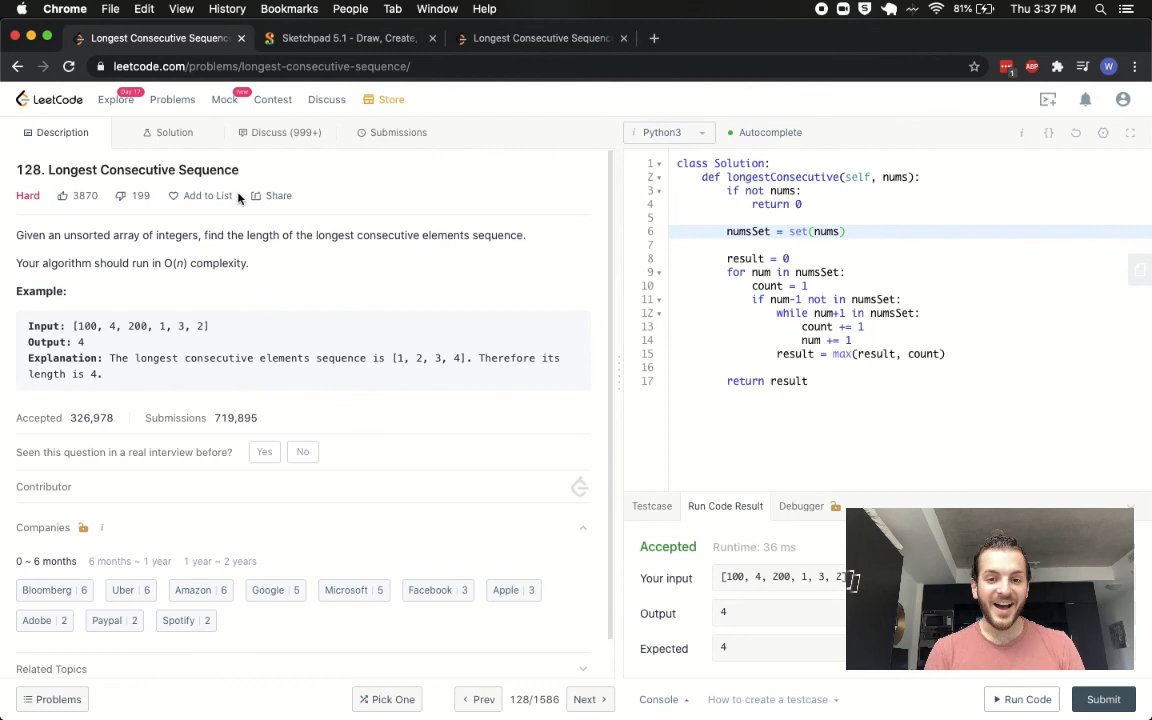 Chrome File Edit View History Bookmarks People Tab Window Help 81% Thu 3:37 PM
Longest Consecutive Sequenc Sketchpad 5.1 - Draw, Create, Longest Consecutive Sequenc
leetcode.com/problems/longest-consecutive-sequence/ 1 ABP W
LeetCode Explore Day 17 Problems Mock new Contest Discuss Store
Description Solution Discuss (999+) Submissions
i Python3 Autocomplete i {}
128. Longest Consecutive Sequence
Hard 3870 199 Add to List Share
Given an unsorted array of integers, find the length of the longest consecutive elements sequence.
Your algorithm should run in O(n) complexity.
Example:
Input: [100, 4, 200, 1, 3, 2]
Output: 4
Explanation: The longest consecutive elements sequence is [1, 2, 3, 4]. Therefore its
length is 4.
Accepted 326,978 Submissions 719,895
Seen this question in a real interview before? Yes No
Contributor
Companies i
0 ~ 6 months 6 months ~ 1 year 1 year ~ 2 years
Bloomberg 6 Uber 6 Amazon 6 Google 5 Microsoft 5 Facebook 3 Apple 3
Adobe 2 Paypal 2 Spotify 2
Related Topics
Problems Pick One Prev 128/1586 Next
1 class Solution:
2 def longestConsecutive(self, nums):
3 if not nums:
4 return 0
5
6 numsSet = set(nums)
7
8 result = 0
9 for num in numsSet:
10 count = 1
11 if num-1 not in numsSet:
12 while num+1 in numsSet:
13 count += 1
14 num += 1
15 result = max(result, count)
16
17 return result
Testcase Run Code Result Debugger
Accepted Runtime: 36 ms
Your input [100, 4, 200, 1, 3, 2]
Output 4
Expected 4
Console How to create a testcase Run Code Submit